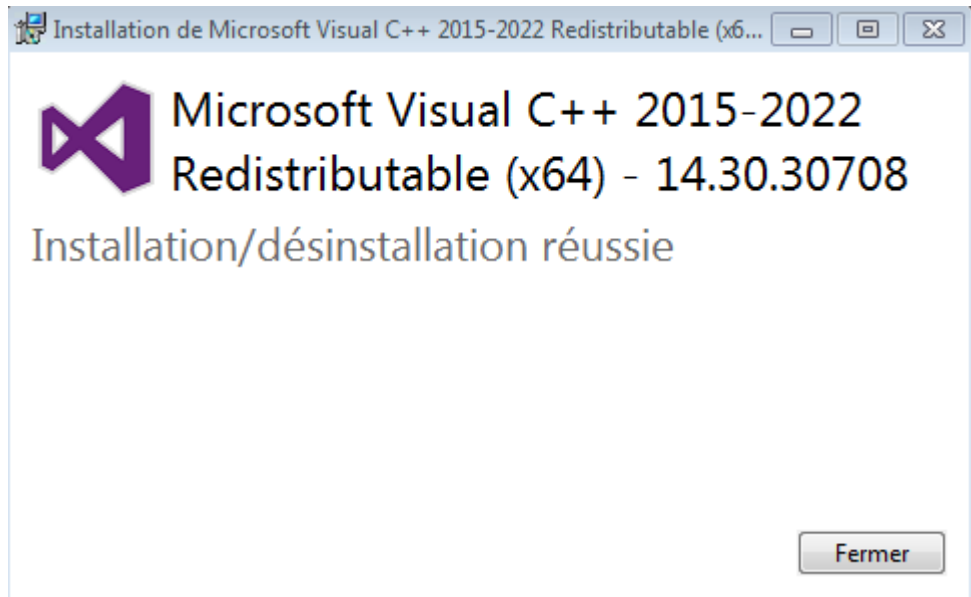 Installation de Microsoft Visual C++ 2015-2022 Redistributable (x6...
Microsoft Visual C++ 2015-2022
Redistributable (x64) - 14.30.30708
Installation/désinstallation réussie
Fermer